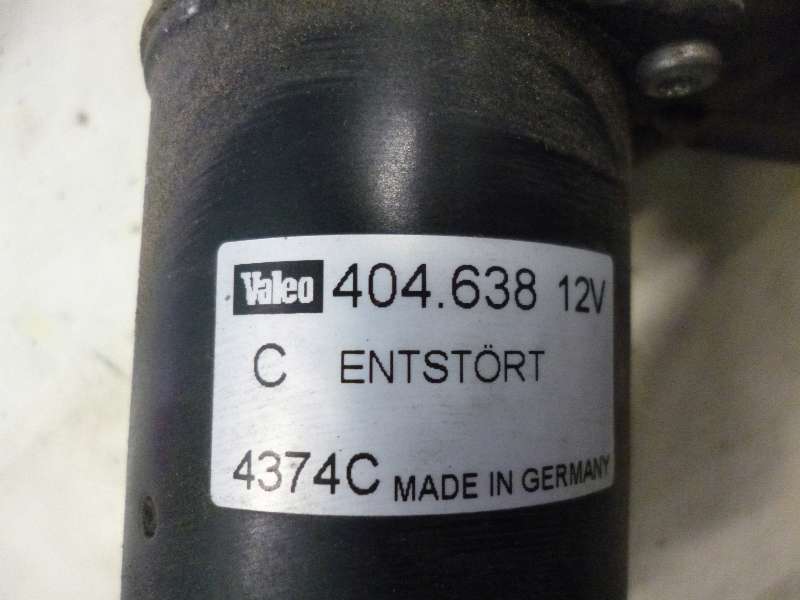 Valeo 404.638 12V
C ENTSTÖRT
4374C MADE IN GERMANY